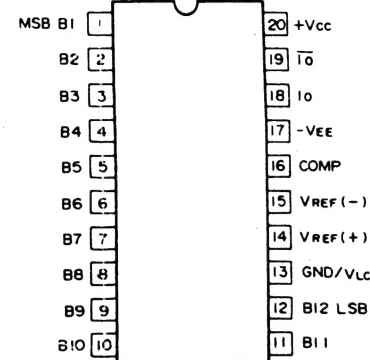 MSB B1 1 20 +VCC
B2 2 19 I̅O̅
B3 3 18 IO
B4 4 17 -VEE
B5 5 16 COMP
B6 6 15 VREF(-)
B7 7 14 VREF(+)
B8 8 13 GND/VLC
B9 9 12 B12 LSB
B10 10 11 B11